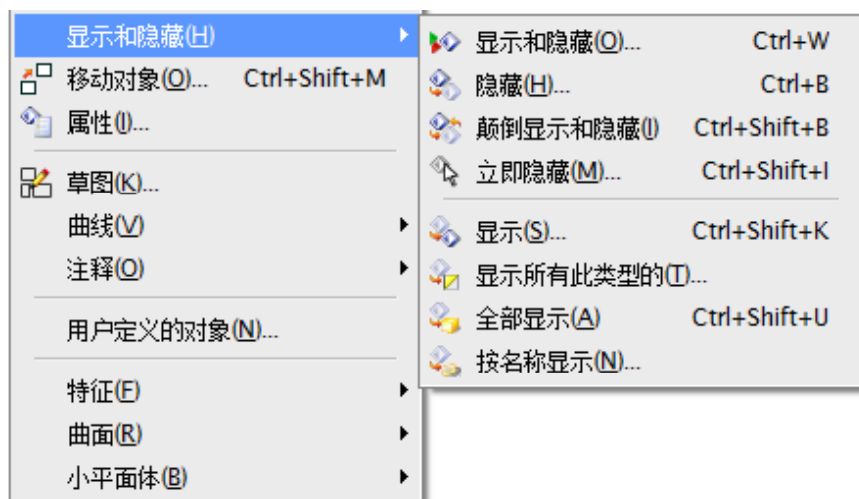 显示和隐藏(H)
移动对象(O)... Ctrl+Shift+M
属性(I)...
草图(K)...
曲线(V)
注释(O)
用户定义的对象(N)...
特征(F)
曲面(R)
小平面体(B)
显示和隐藏(O)... Ctrl+W
隐藏(H)... Ctrl+B
颠倒显示和隐藏(I) Ctrl+Shift+B
立即隐藏(M)... Ctrl+Shift+I
显示(S)... Ctrl+Shift+K
显示所有此类型的(T)...
全部显示(A) Ctrl+Shift+U
按名称显示(N)...